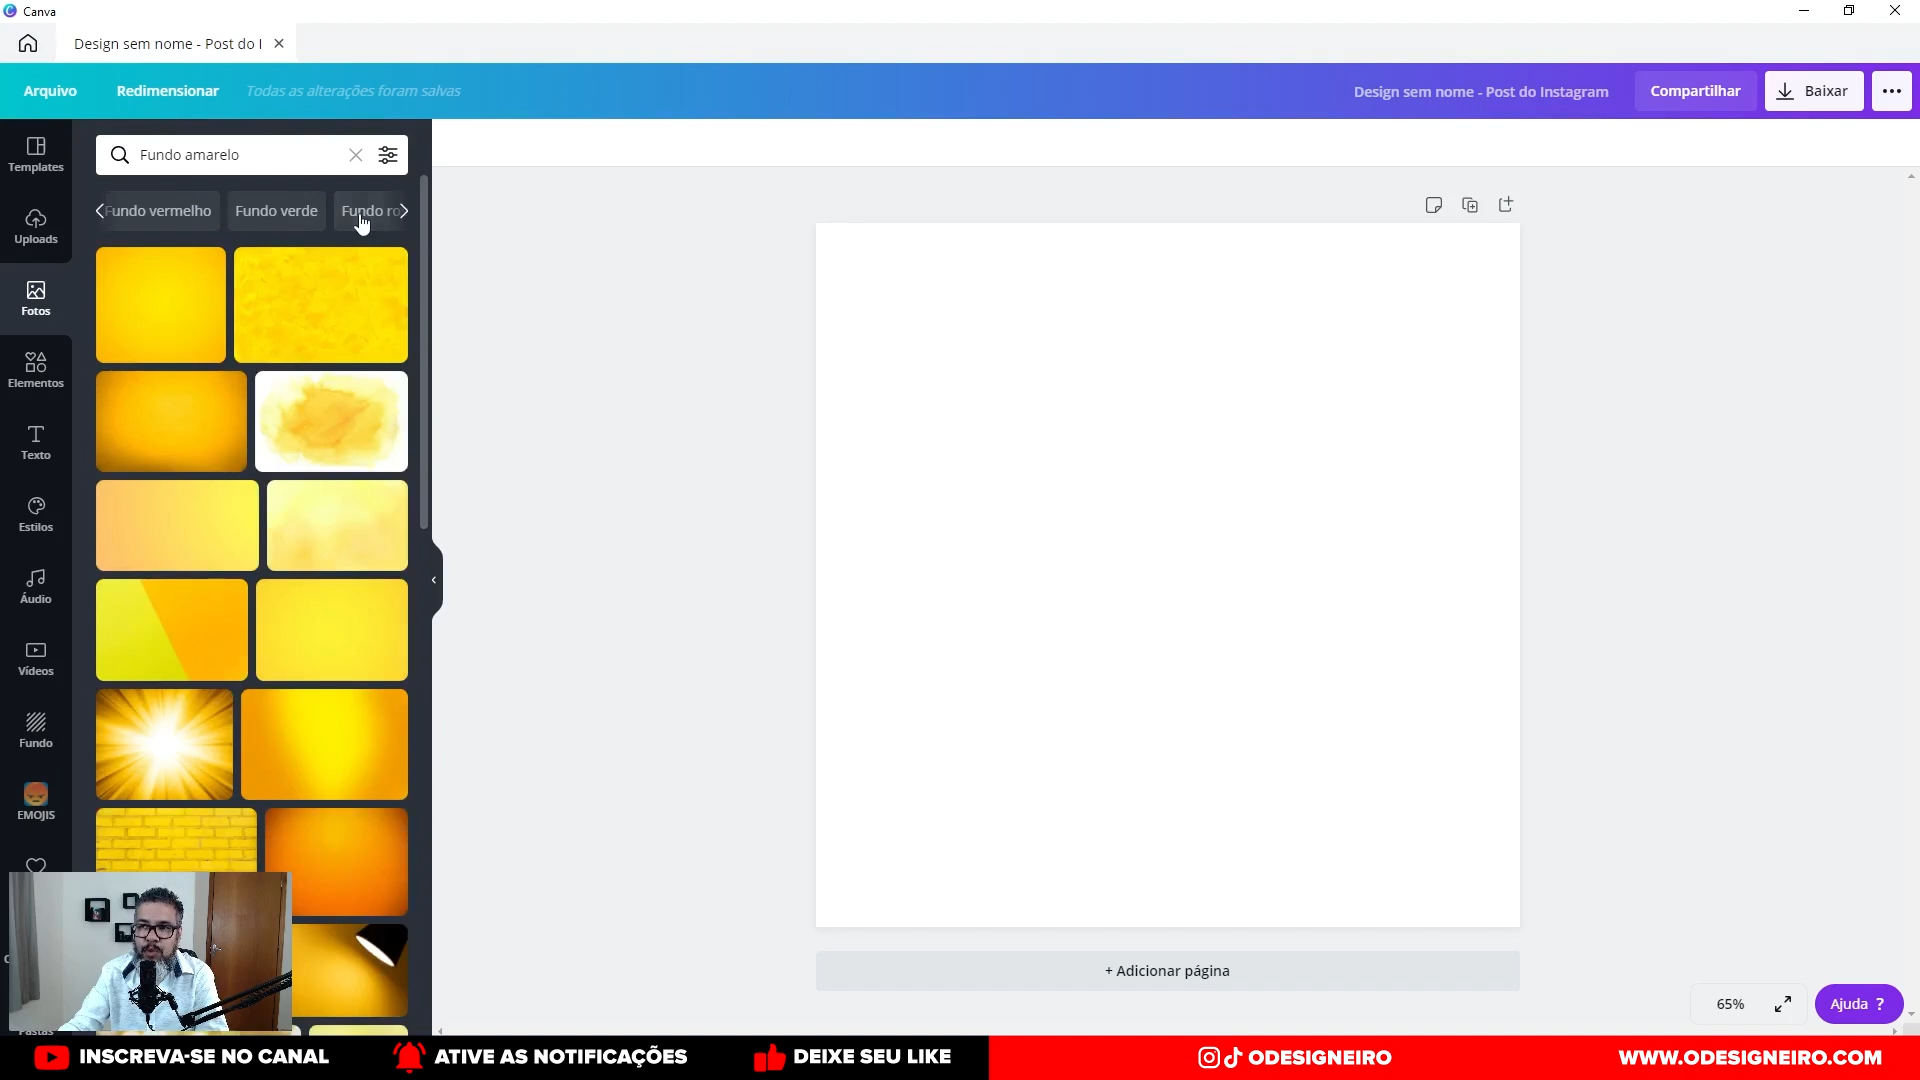 Canva
Design sem nome - Post do I
Arquivo
Redimensionar
Todas as alterações foram salvas
Design sem nome - Post do Instagram
Compartilhar
Baixar
Templates
Uploads
Fotos
Elementos
Texto
Estilos
Áudio
Vídeos
Fundo
EMOJIS
Fundo amarelo
Fundo vermelho
Fundo verde
Fundo ro
+ Adicionar página
65%
Ajuda ?
INSCREVA-SE NO CANAL
ATIVE AS NOTIFICAÇÕES
DEIXE SEU LIKE
ODESIGNEIRO
WWW.ODESIGNEIRO.COM